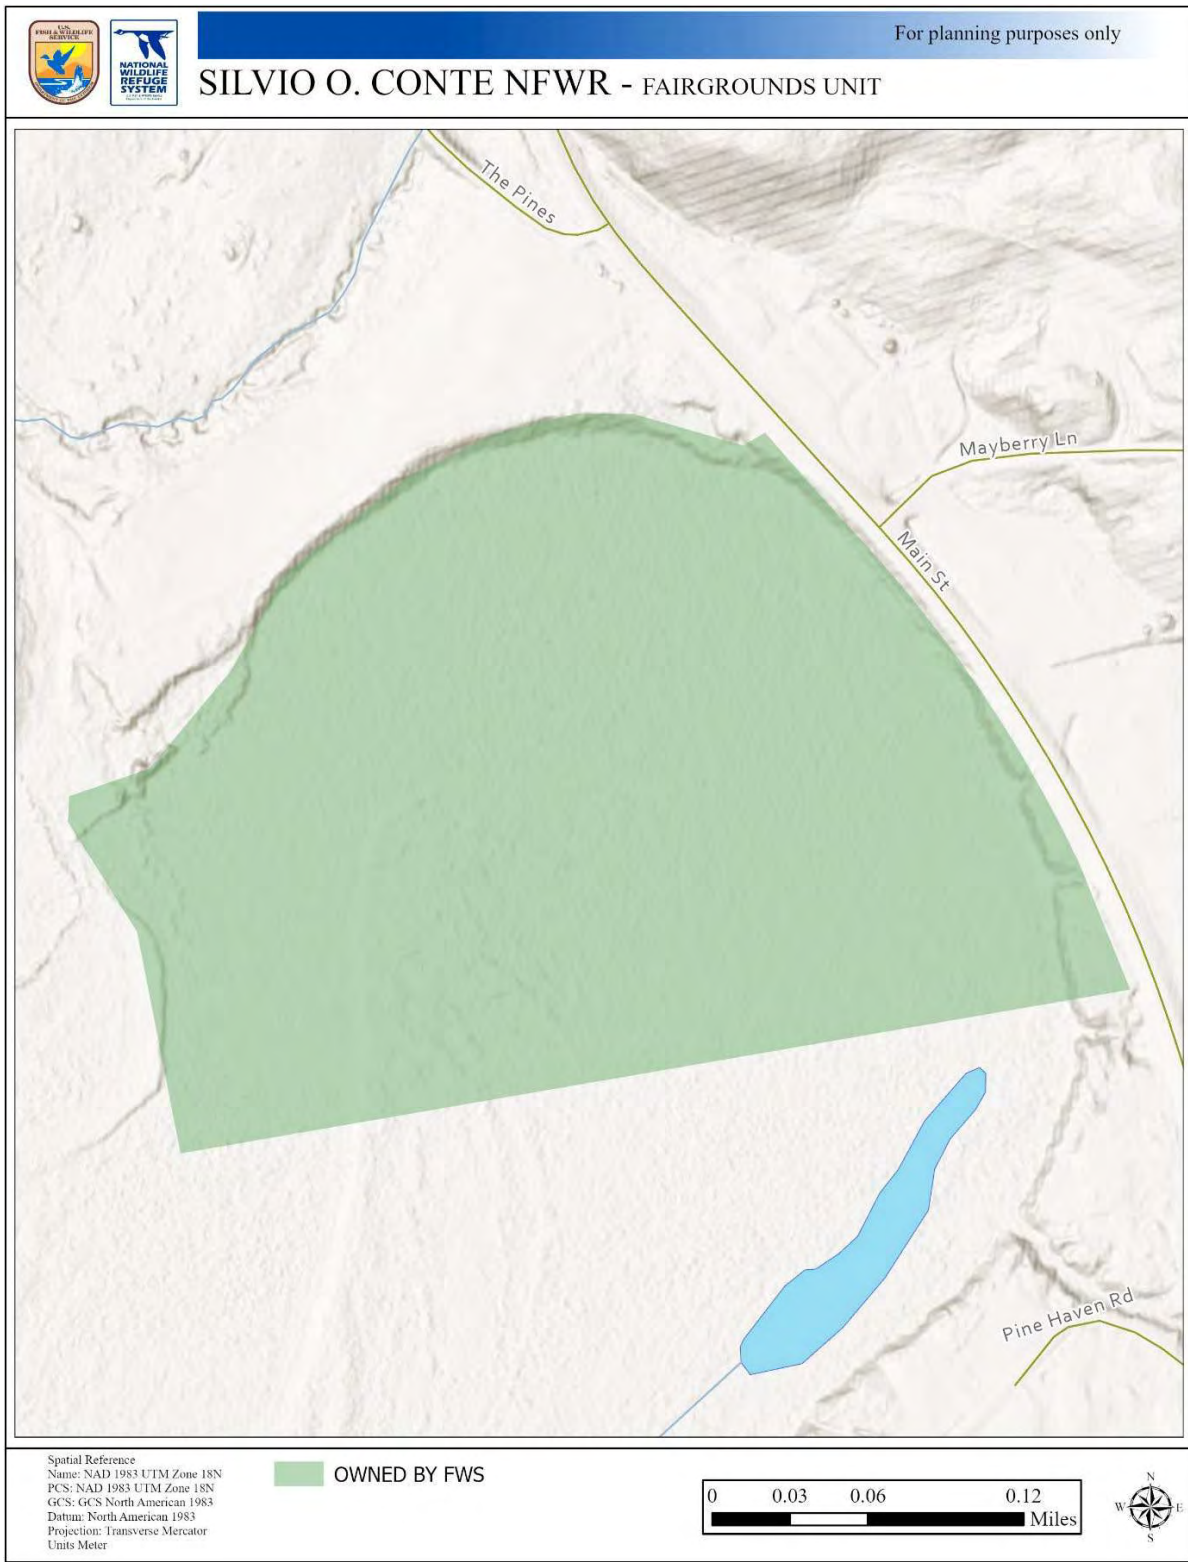 For planning purposes only
U.S.
FISH & WILDLIFE
SERVICE
NATIONAL
WILDLIFE
REFUGE
SYSTEM
SILVIO O. CONTE NFWR - FAIRGROUNDS UNIT
The Pines
Mayberry Ln
Main St
Pine Haven Rd
Spatial Reference
Name: NAD 1983 UTM Zone 18N
PCS: NAD 1983 UTM Zone 18N
GCS: GCS North American 1983
Datum: North American 1983
Projection: Transverse Mercator
Units Meter
OWNED BY FWS
0 0.03 0.06 0.12
Miles
N
W E
S